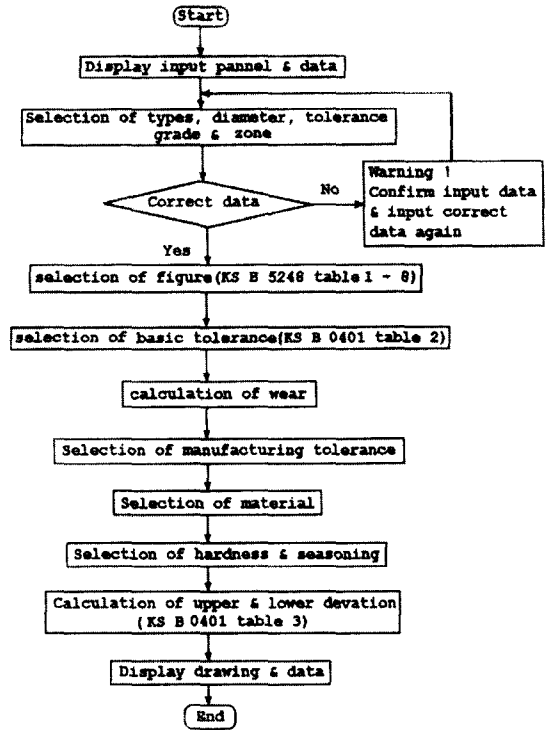 Start
Display input pannel & data
Selection of types, diameter, tolerance
grade & zone
Correct data
No
Warning !
Confirm input data
& input correct
data again
Yes
selection of figure(KS B 5248 table 1 - 8)
selection of basic tolerance(KS B 0401 table 2)
calculation of wear
Selection of manufacturing tolerance
Selection of material
Selection of hardness & seasoning
Calculation of upper & lower devation
(KS B 0401 table 3)
Display drawing & data
End